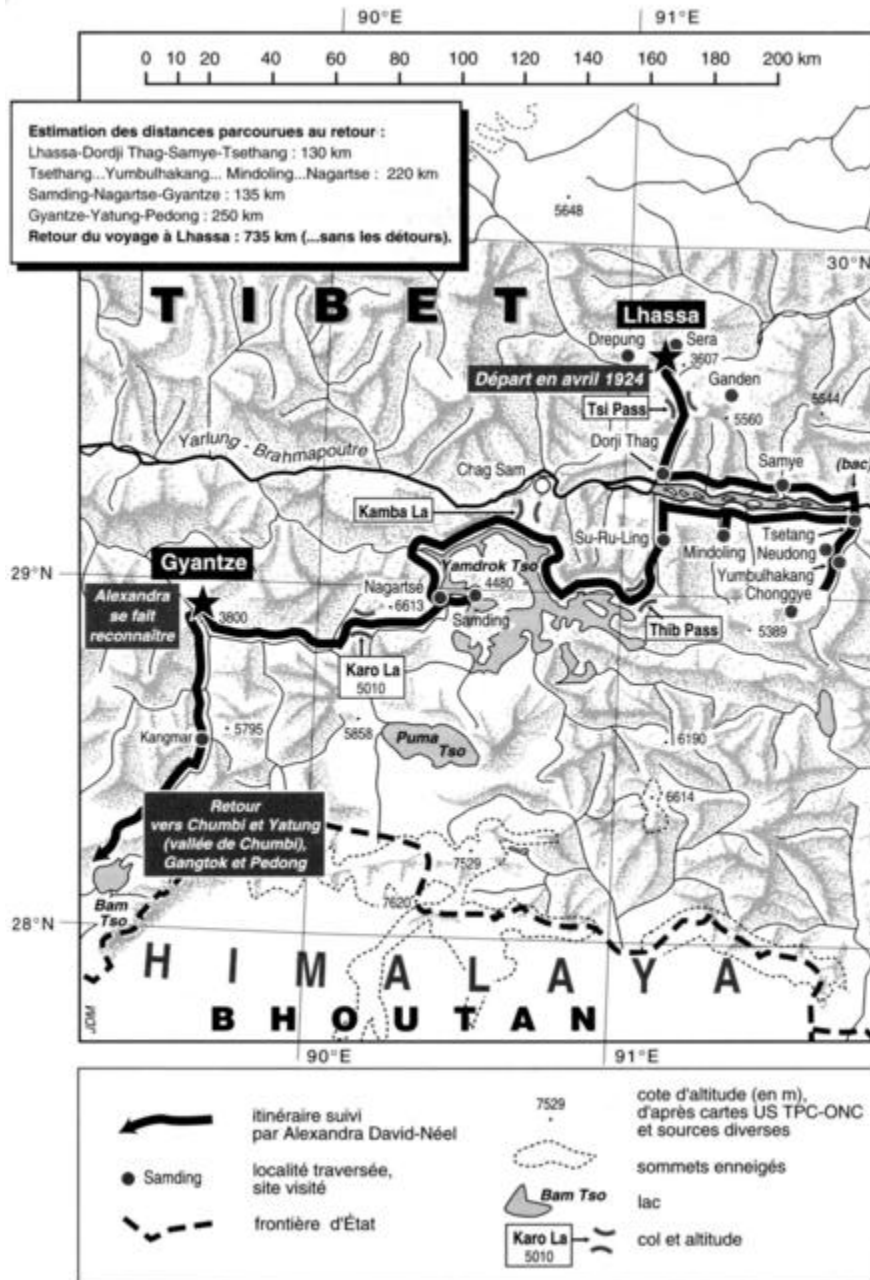 90°E 91°E
0 20 40 60 80 100 120 140 160 180 200 km
Estimation des distances parcourues au retour :
Lhassa-Dordji Thag-Samye-Tsethang : 130 km
Tsethang...Yumbulhakang... Mindoling...Nagartse : 220 km
Samding-Nagartse-Gyantze : 135 km
Gyantze-Yatung-Pedong : 250 km
Retour du voyage à Lhassa : 735 km (...sans les détours).
5648
30°N
TIBET
Lhassa
Drepung
Sera
3607
Départ en avril 1924
Ganden
Tsi Pass
5560
5544
Dorji Thag
Yarlung - Brahmapoutre
Chag Sam
Samye
(bac)
Kamba La
Su-Ru-Ling
Mindoling
Tsetang
Neudong
Yumbulhakang
Chonggye
Gyantze
29°N
Yamdrok Tso
4480
Nagartse
6613
Samding
Alexandra
se fait
reconnaître
3800
Thib Pass
5389
Karo La
5010
Kangmar
5795
5858
Puma
Tso
6190
6614
Retour
vers Chumbi et Yatung
(vallée de Chumbi),
Gangtok et Pedong
7529
7620
Bam
Tso
28°N
HIMALAYA
BHOUTAN
JDM
90°E 91°E
itinéraire suivi
par Alexandra David-Néel
Samding
localité traversée,
site visité
frontière d'État
7529
cote d'altitude (en m),
d'après cartes US TPC-ONC
et sources diverses
sommets enneigés
Bam Tso
lac
Karo La
5010
col et altitude